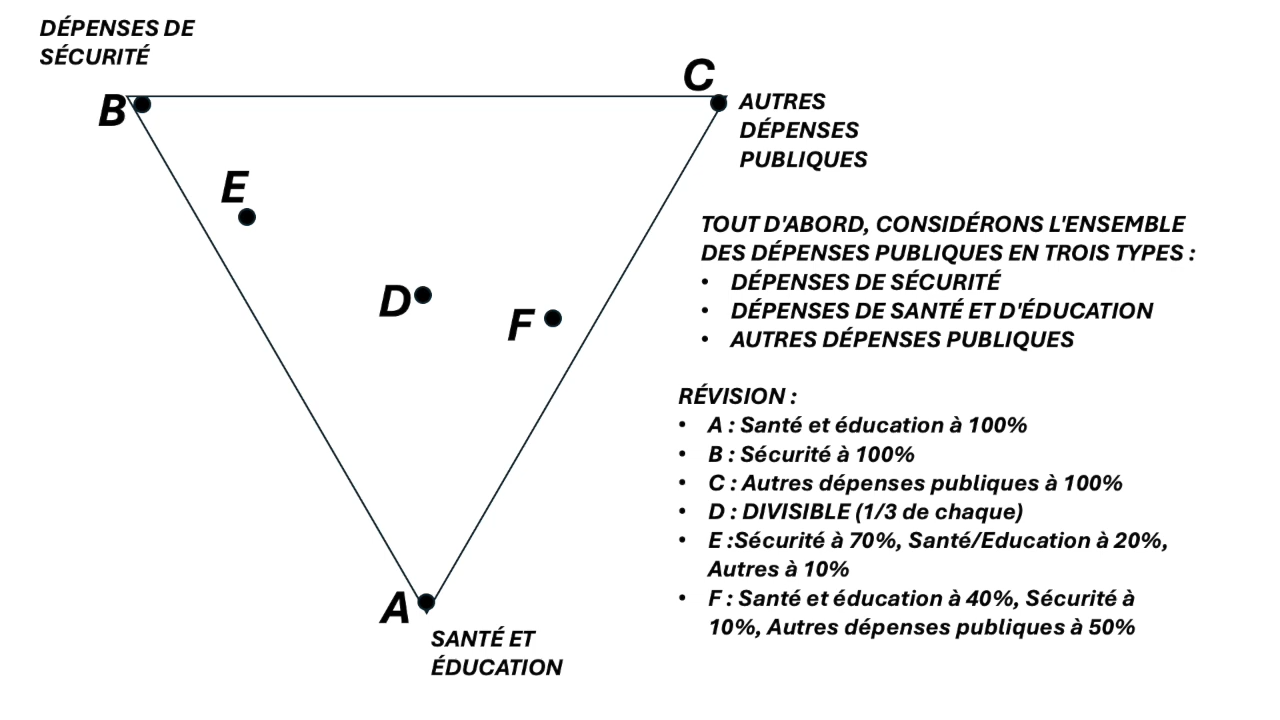 DÉPENSES DE
SÉCURITÉ
B
C
AUTRES
DÉPENSES
PUBLIQUES
E
D
F
A
SANTÉ ET
ÉDUCATION
TOUT D'ABORD, CONSIDÉRONS L'ENSEMBLE
DES DÉPENSES PUBLIQUES EN TROIS TYPES :
• DÉPENSES DE SÉCURITÉ
• DÉPENSES DE SANTÉ ET D'ÉDUCATION
• AUTRES DÉPENSES PUBLIQUES
RÉVISION :
• A : Santé et éducation à 100%
• B : Sécurité à 100%
• C : Autres dépenses publiques à 100%
• D : DIVISIBLE (1/3 de chaque)
• E :Sécurité à 70%, Santé/Education à 20%,
Autres à 10%
• F : Santé et éducation à 40%, Sécurité à
10%, Autres dépenses publiques à 50%